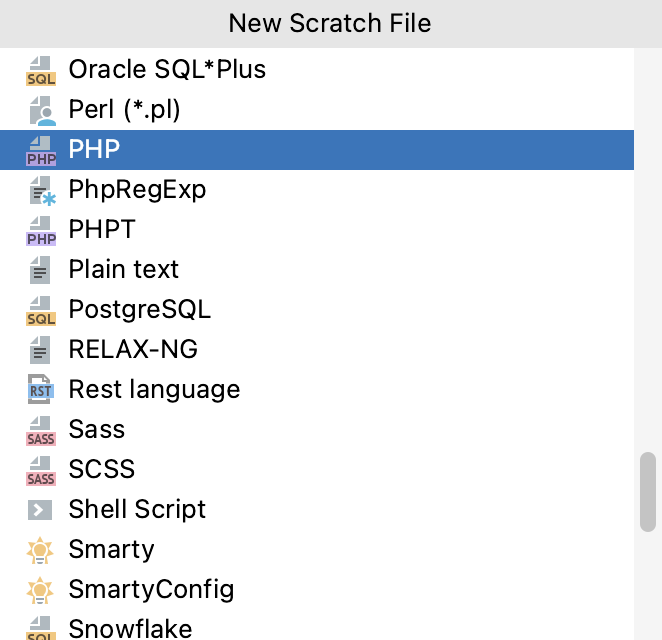 New Scratch File
SQL Oracle SQL*Plus
Perl (*.pl)
PHP PHP
PhpRegExp
PHP PHPT
Plain text
SQL PostgreSQL
RELAX-NG
RST Rest language
SASS Sass
SASS SCSS
Shell Script
Smarty
SmartyConfig
SQL Snowflake